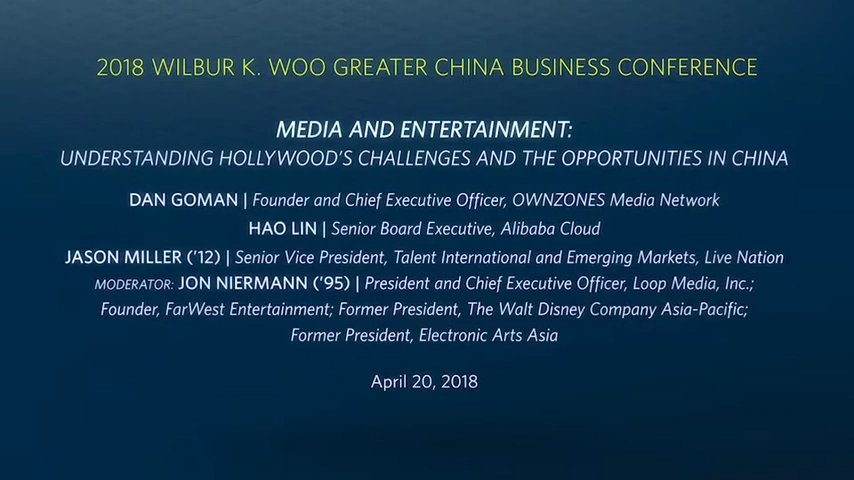 2018 WILBUR K. WOO GREATER CHINA BUSINESS CONFERENCE
MEDIA AND ENTERTAINMENT:
UNDERSTANDING HOLLYWOOD'S CHALLENGES AND THE OPPORTUNITIES IN CHINA
DAN GOMAN | Founder and Chief Executive Officer, OWNZONES Media Network
HAO LIN | Senior Board Executive, Alibaba Cloud
JASON MILLER ('12) | Senior Vice President, Talent International and Emerging Markets, Live Nation
MODERATOR: JON NIERMANN ('95) | President and Chief Executive Officer, Loop Media, Inc.;
Founder, FarWest Entertainment; Former President, The Walt Disney Company Asia-Pacific;
Former President, Electronic Arts Asia
April 20, 2018